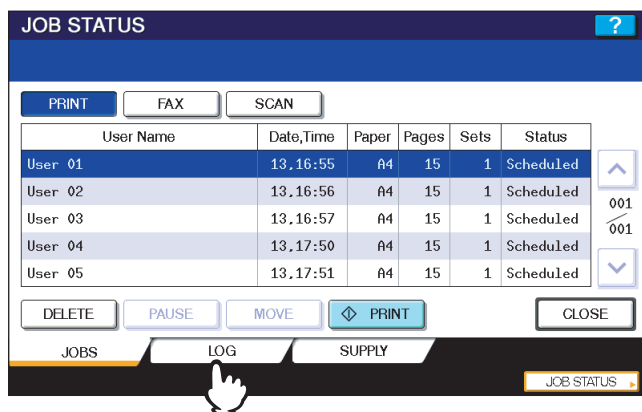 JOB STATUS ?
PRINT FAX SCAN
User Name Date,Time Paper Pages Sets Status
User 01 13,16:55 A4 15 1 Scheduled
User 02 13,16:56 A4 15 1 Scheduled
User 03 13,16:57 A4 15 1 Scheduled
User 04 13,17:50 A4 15 1 Scheduled
User 05 13,17:51 A4 15 1 Scheduled
001
001
DELETE PAUSE MOVE PRINT CLOSE
JOBS LOG SUPPLY
JOB STATUS